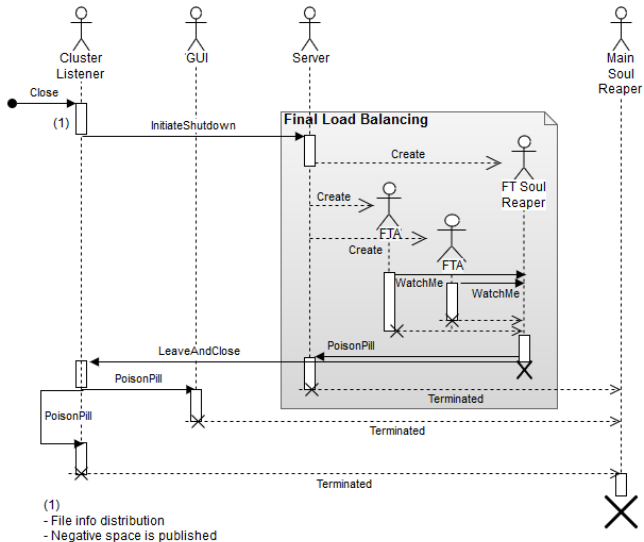 Cluster
Listener
GUI
Server
Main
Soul
Reaper
Close
(1)
InitiateShutdown
Final Load Balancing
Create
FT Soul
Reaper
Create
FTA
Create
FTA
WatchMe
WatchMe
PoisonPill
LeaveAndClose
PoisonPill
Terminated
PoisonPill
Terminated
Terminated
(1)
- File info distribution
- Negative space is published